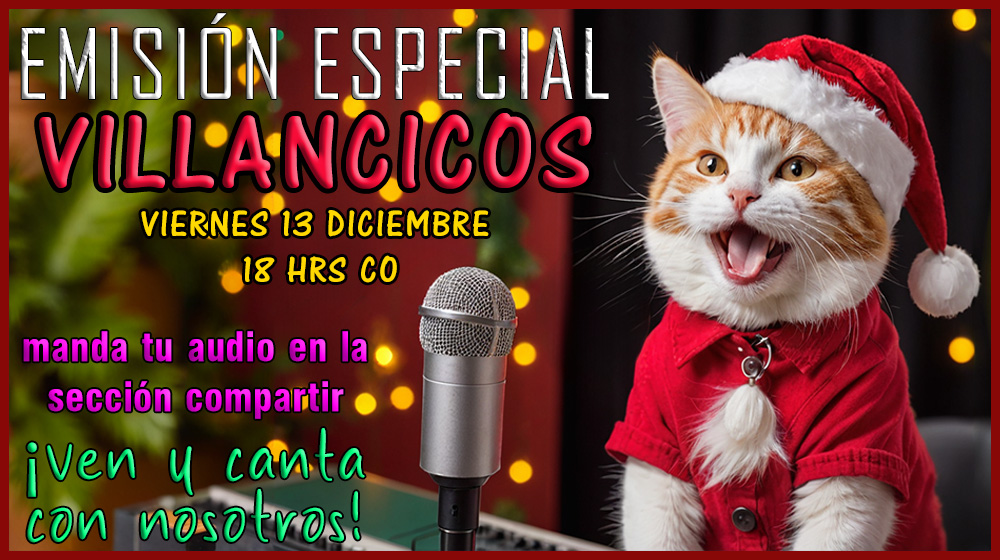 EMISIÓN ESPECIAL
VILLANCICOS
VIERNES 13 DICIEMBRE
18 HRS CO
manda tu audio en la
sección compartir
¡Ven y canta
con nosotros!